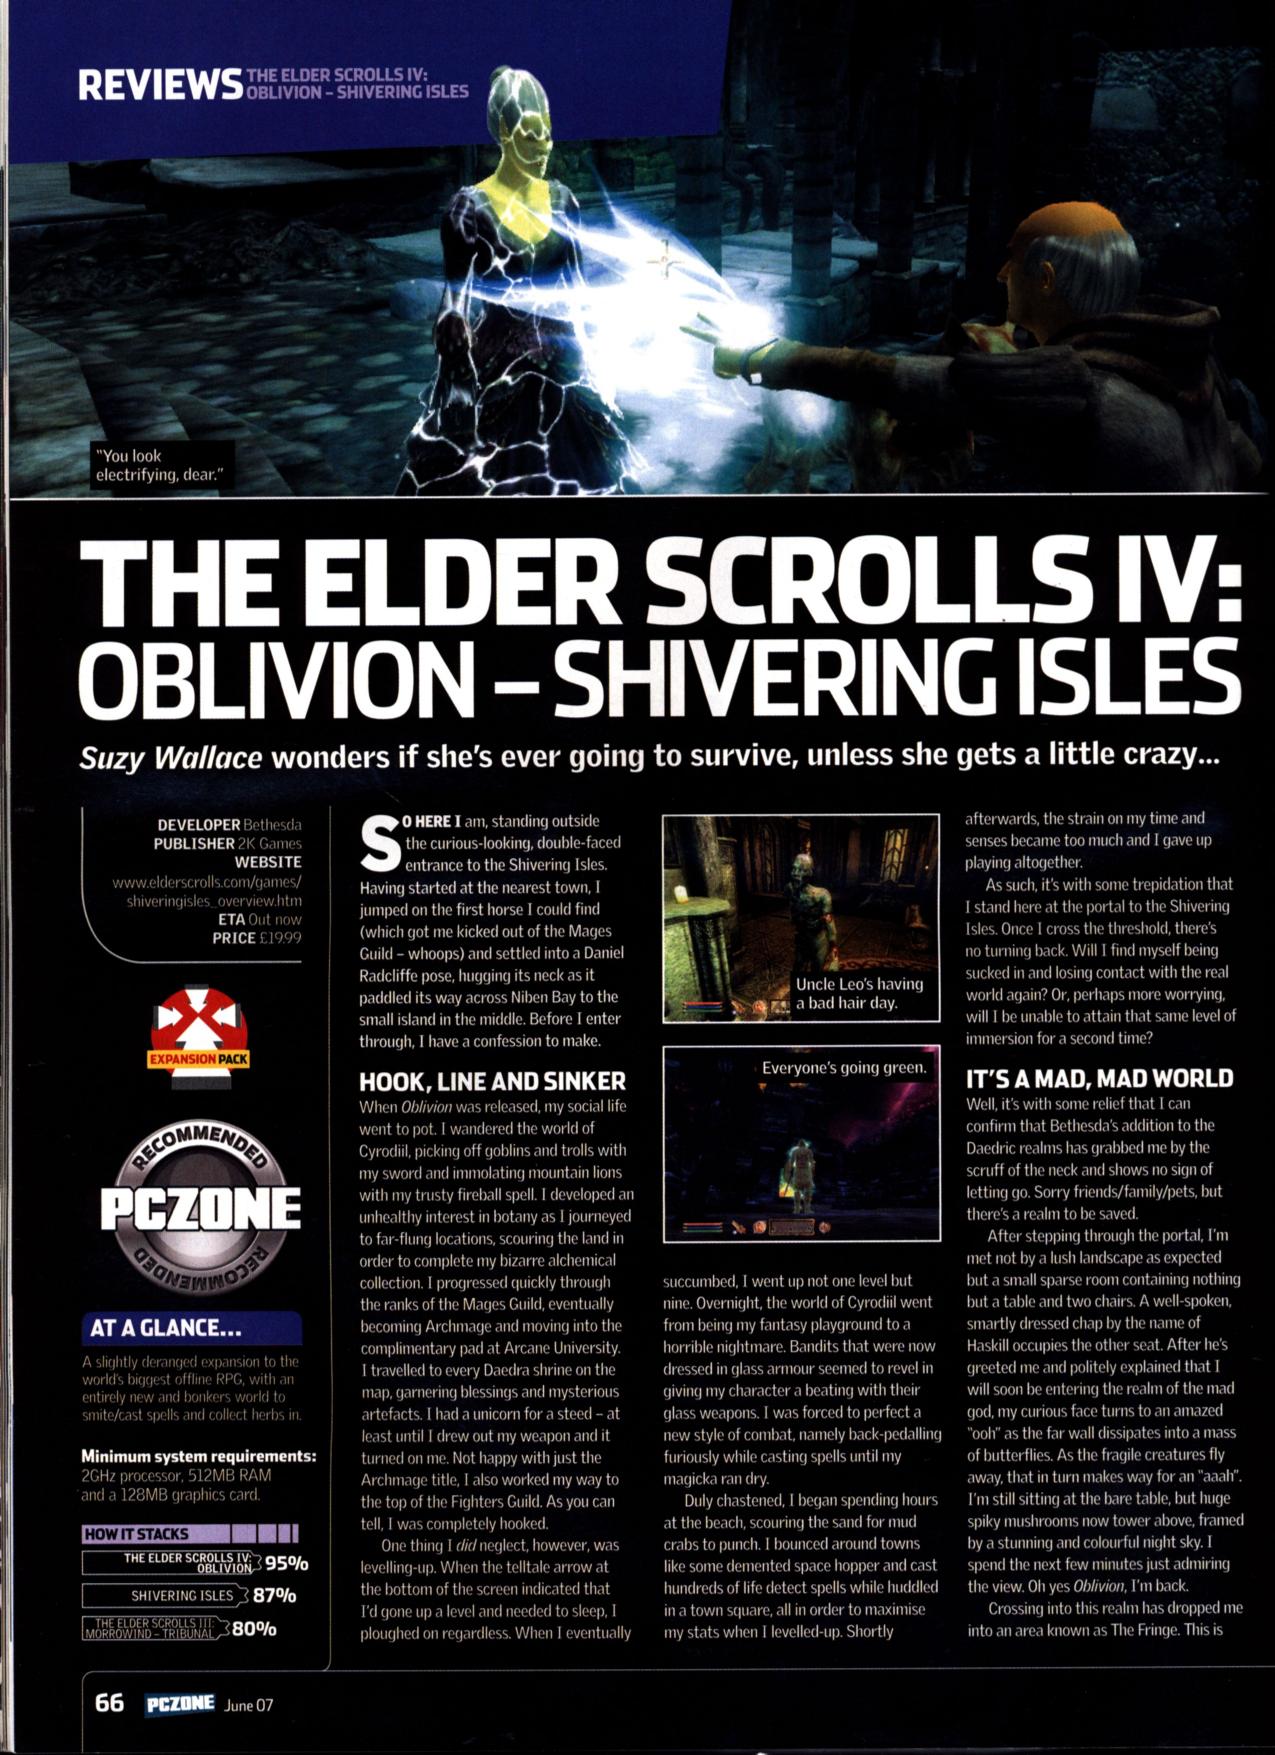 REVIEWS THE ELDER SCROLLS IV:
OBLIVION – SHIVERING ISLES
"You look
electrifying, dear."
THE ELDER SCROLLS IV:
OBLIVION – SHIVERING ISLES
Suzy Wallace wonders if she's ever going to survive, unless she gets a little crazy...
DEVELOPER Bethesda
PUBLISHER 2K Games
WEBSITE
www.elderscrolls.com/games/
shiveringisles_overview.htm
ETA Out now
PRICE £19.99
EXPANSION PACK
RECOMMENDED
PCZONE
RECOMMENDED
AT A GLANCE...
A slightly deranged expansion to the
world's biggest offline RPG, with an
entirely new and bonkers world to
smite/cast spells and collect herbs in.
Minimum system requirements:
2GHz processor, 512MB RAM
and a 128MB graphics card.
HOW IT STACKS
THE ELDER SCROLLS IV:
OBLIVION 95%
SHIVERING ISLES 87%
THE ELDER SCROLLS III:
MORROWIND – TRIBUNAL 80%
SO HERE I am, standing outside
the curious-looking, double-faced
entrance to the Shivering Isles.
Having started at the nearest town, I
jumped on the first horse I could find
(which got me kicked out of the Mages
Guild – whoops) and settled into a Daniel
Radcliffe pose, hugging its neck as it
paddled its way across Niben Bay to the
small island in the middle. Before I enter
through, I have a confession to make.
HOOK, LINE AND SINKER
When Oblivion was released, my social life
went to pot. I wandered the world of
Cyrodiil, picking off goblins and trolls with
my sword and immolating mountain lions
with my trusty fireball spell. I developed an
unhealthy interest in botany as I journeyed
to far-flung locations, scouring the land in
order to complete my bizarre alchemical
collection. I progressed quickly through
the ranks of the Mages Guild, eventually
becoming Archmage and moving into the
complimentary pad at Arcane University.
I travelled to every Daedra shrine on the
map, garnering blessings and mysterious
artefacts. I had a unicorn for a steed – at
least until I drew out my weapon and it
turned on me. Not happy with just the
Archmage title, I also worked my way to
the top of the Fighters Guild. As you can
tell, I was completely hooked.
One thing I did neglect, however, was
levelling-up. When the telltale arrow at
the bottom of the screen indicated that
I'd gone up a level and needed to sleep, I
ploughed on regardless. When I eventually
Uncle Leo's having
a bad hair day.
Everyone's going green.
succumbed, I went up not one level but
nine. Overnight, the world of Cyrodiil went
from being my fantasy playground to a
horrible nightmare. Bandits that were now
dressed in glass armour seemed to revel in
giving my character a beating with their
glass weapons. I was forced to perfect a
new style of combat, namely back-pedalling
furiously while casting spells until my
magicka ran dry.
Duly chastened, I began spending hours
at the beach, scouring the sand for mud
crabs to punch. I bounced around towns
like some demented space hopper and cast
hundreds of life detect spells while huddled
in a town square, all in order to maximise
my stats when I levelled-up. Shortly
afterwards, the strain on my time and
senses became too much and I gave up
playing altogether.
As such, it's with some trepidation that
I stand here at the portal to the Shivering
Isles. Once I cross the threshold, there's
no turning back. Will I find myself being
sucked in and losing contact with the real
world again? Or, perhaps more worrying,
will I be unable to attain that same level of
immersion for a second time?
IT'S A MAD, MAD WORLD
Well, it's with some relief that I can
confirm that Bethesda's addition to the
Daedric realms has grabbed me by the
scruff of the neck and shows no sign of
letting go. Sorry friends/family/pets, but
there's a realm to be saved.
After stepping through the portal, I'm
met not by a lush landscape as expected
but a small sparse room containing nothing
but a table and two chairs. A well-spoken,
smartly dressed chap by the name of
Haskill occupies the other seat. After he's
greeted me and politely explained that I
will soon be entering the realm of the mad
god, my curious face turns to an amazed
"ooh" as the far wall dissipates into a mass
of butterflies. As the fragile creatures fly
away, that in turn makes way for an "aaah".
I'm still sitting at the bare table, but huge
spiky mushrooms now tower above, framed
by a stunning and colourful night sky. I
spend the next few minutes just admiring
the view. Oh yes Oblivion, I'm back.
Crossing into this realm has dropped me
into an area known as The Fringe. This is
66 PCZONE June 07